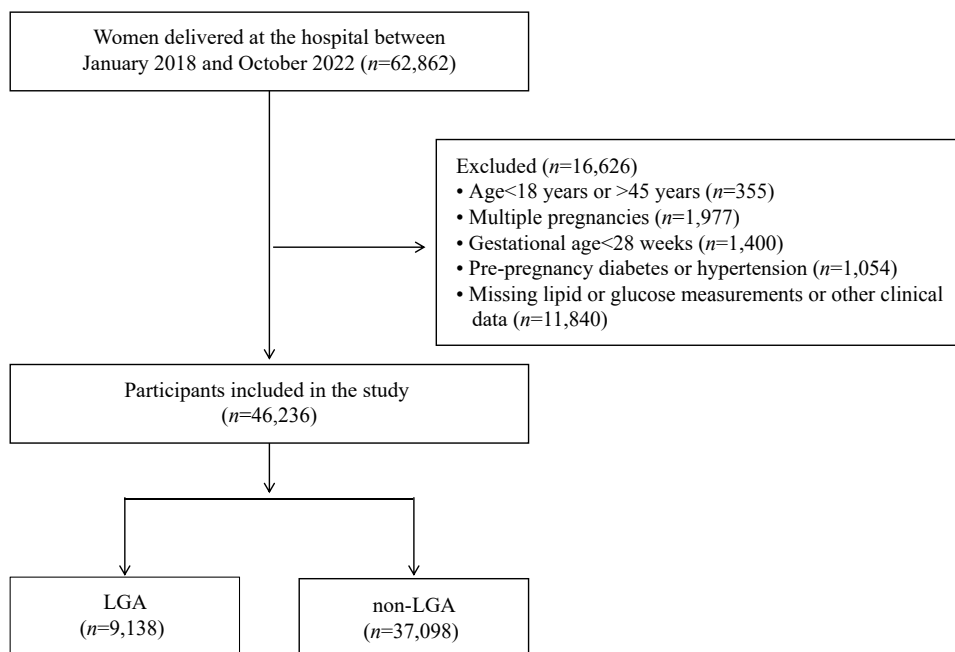 Women delivered at the hospital between
January 2018 and October 2022 (n=62,862)
Excluded (n=16,626)
• Age<18 years or >45 years (n=355)
• Multiple pregnancies (n=1,977)
• Gestational age<28 weeks (n=1,400)
• Pre-pregnancy diabetes or hypertension (n=1,054)
• Missing lipid or glucose measurements or other clinical
data (n=11,840)
Participants included in the study
(n=46,236)
LGA
(n=9,138)
non-LGA
(n=37,098)